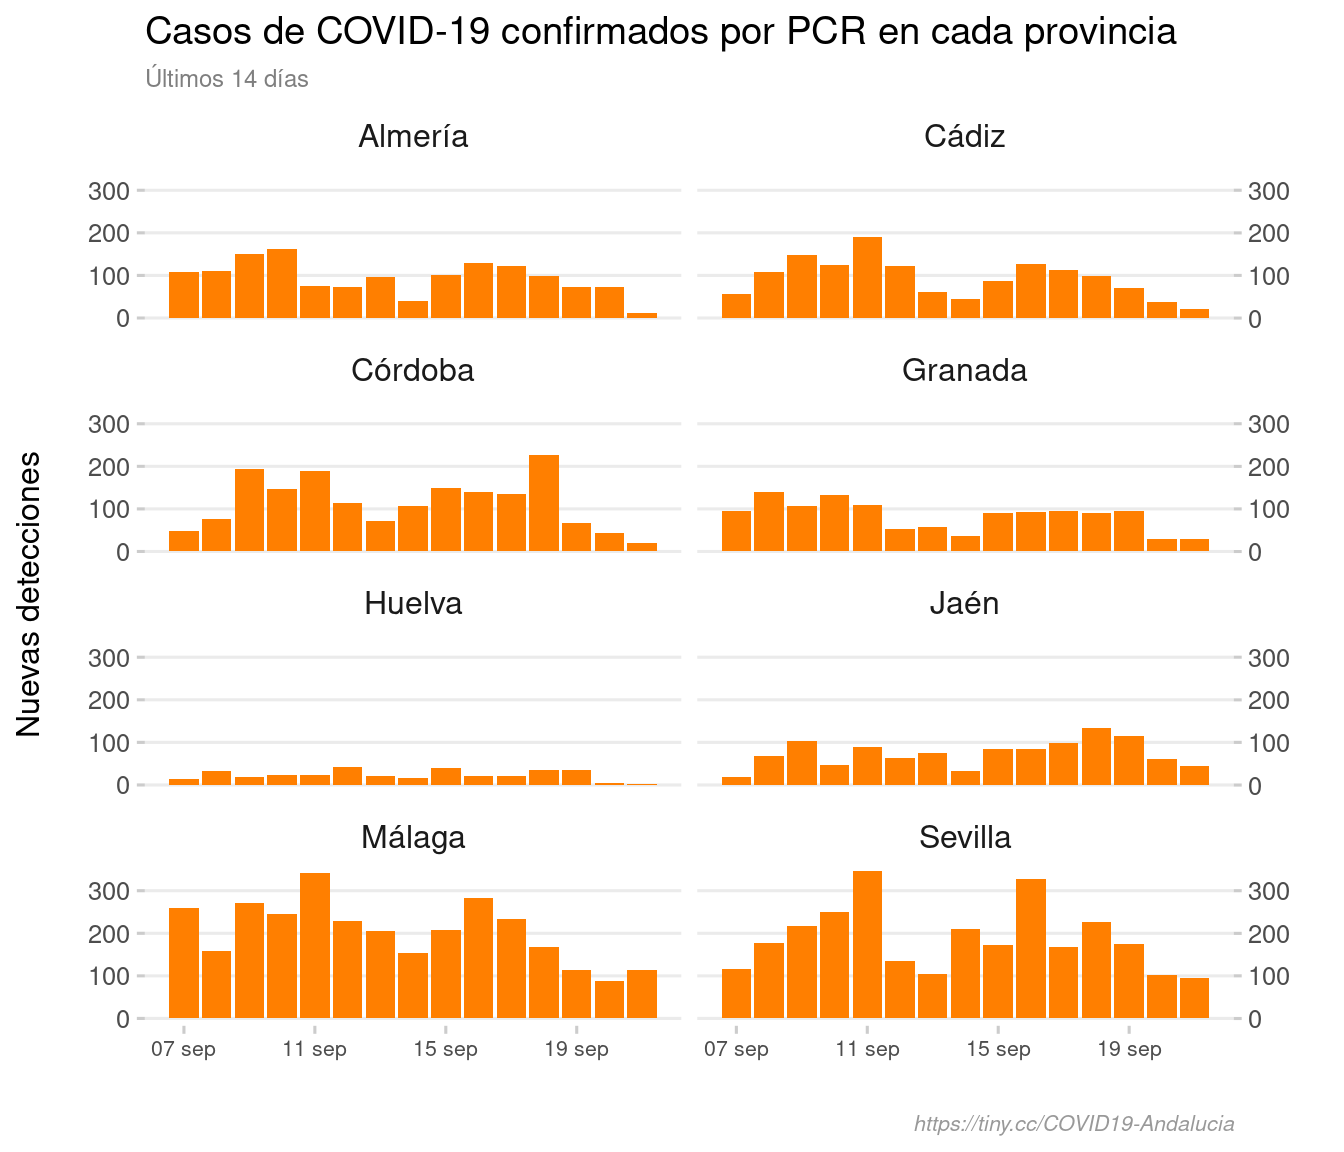 Casos de COVID-19 confirmados por PCR en cada provincia
Últimos 14 días
Almería
Cádiz
300
200
100
0
300
200
100
0
Córdoba
Granada
300
200
100
0
300
200
100
0
Nuevas detecciones
Huelva
Jaén
300
200
100
0
300
200
100
0
Málaga
Sevilla
300
200
100
0
300
200
100
0
07 sep 11 sep 15 sep 19 sep
07 sep 11 sep 15 sep 19 sep
https://tiny.cc/COVID19-Andalucia